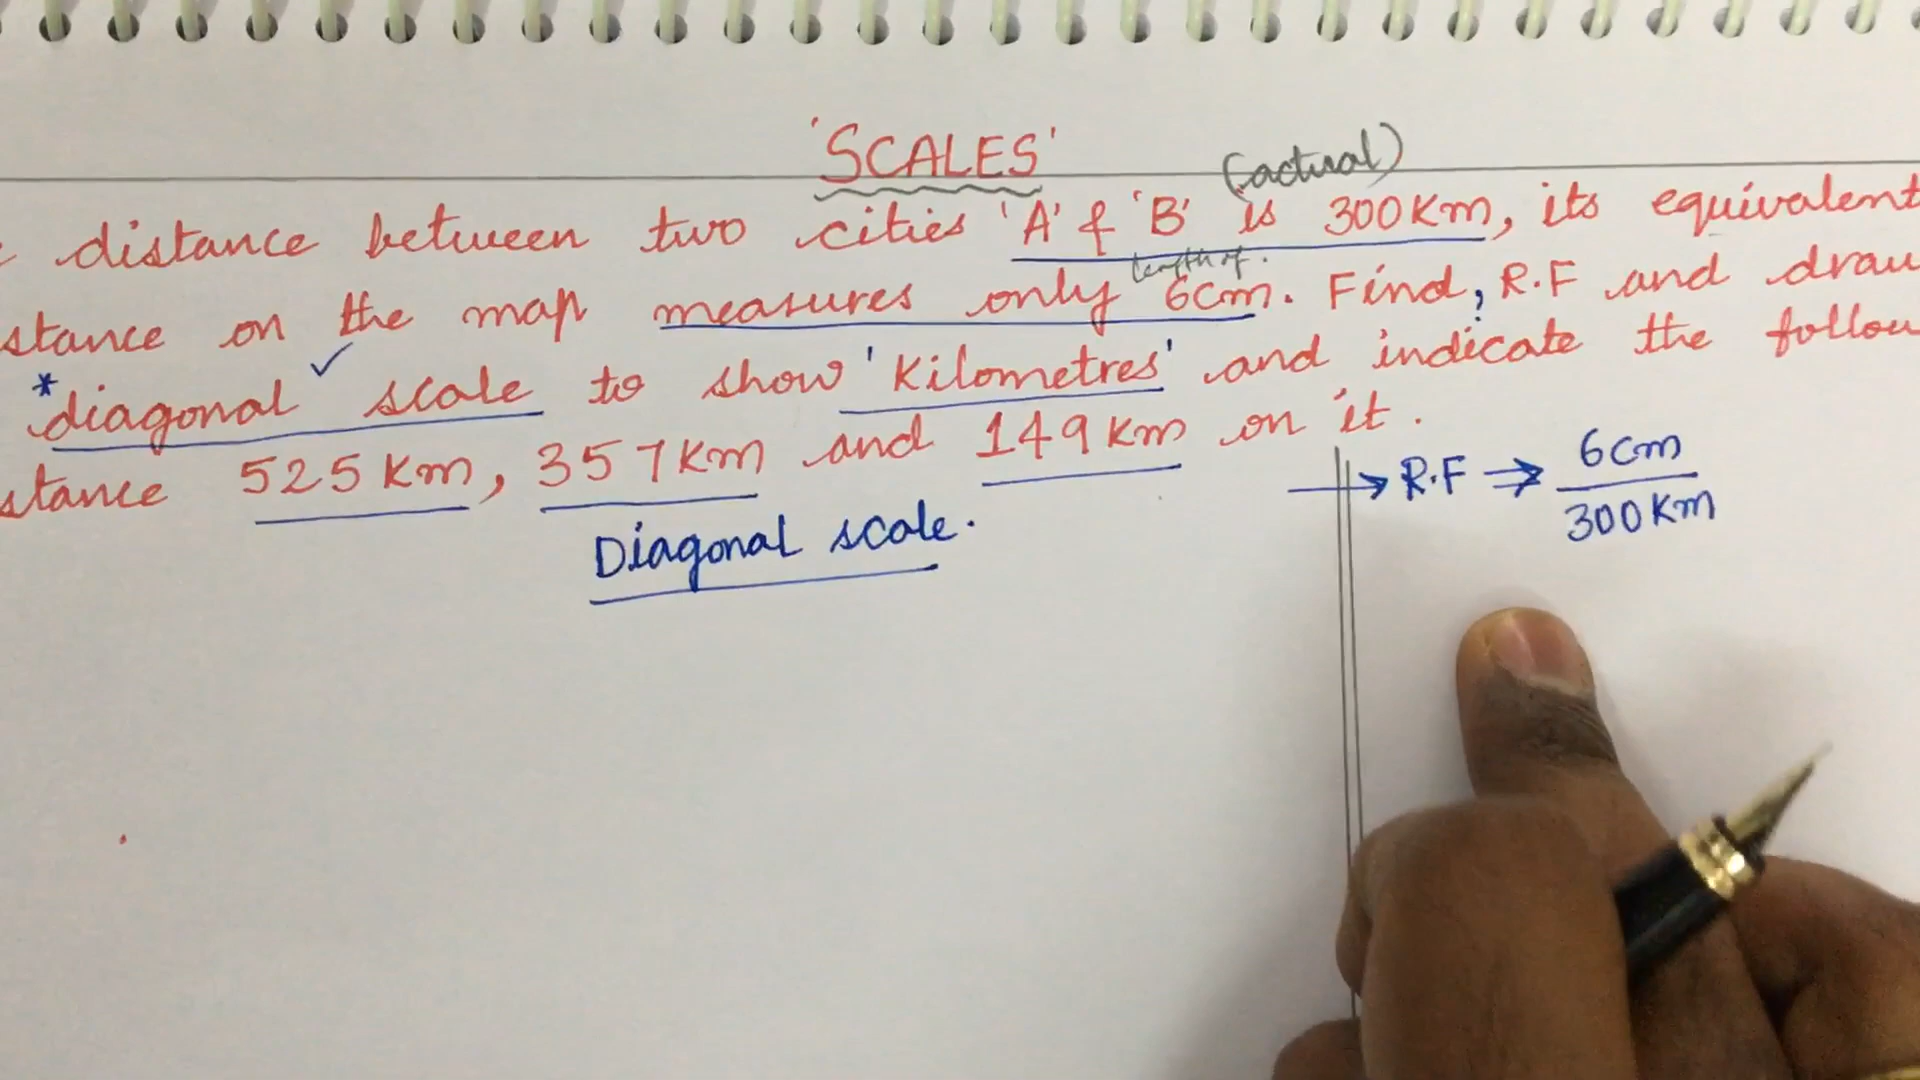 'SCALES'
(actual)
distance between two cities 'A' & 'B' is 300Km, its equivalent
length of.
stance on the map measures only 6cm. Find, R.F and draw
*diagonal scale to show 'Kilometres' and indicate the follow
stance 525 Km, 357 Km and 149 Km on it.
Diagonal scale.
→ R.F ⇒ 6cm
300 Km